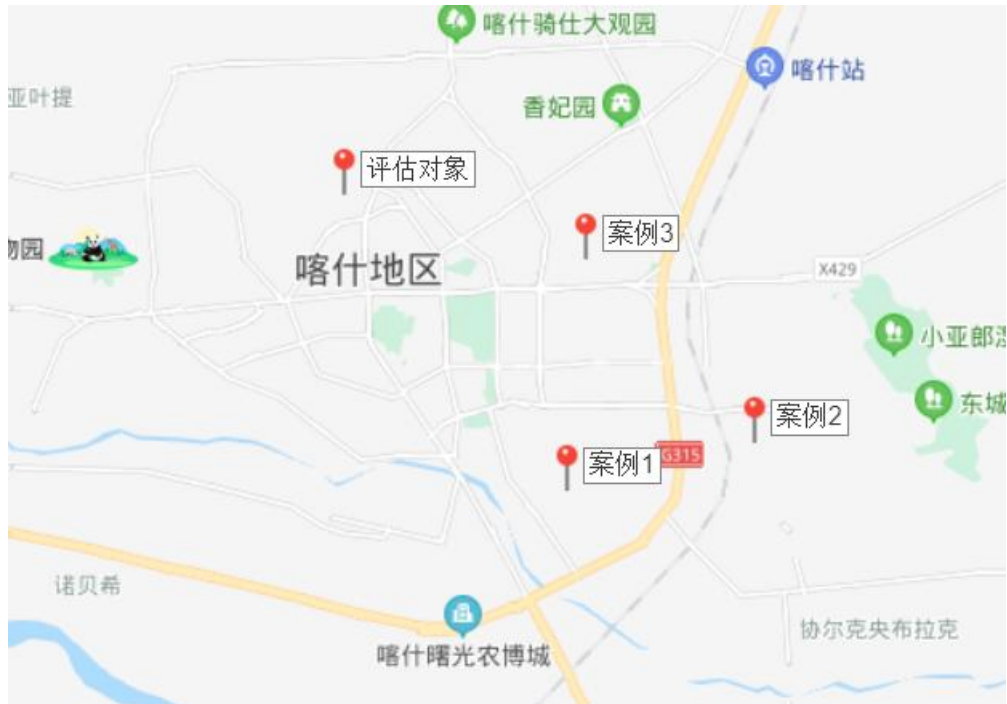 喀什骑仕大观园
喀什站
亚叶提
香妃园
评估对象
案例3
物园
喀什地区
X429
小亚郎湿
东城
案例2
案例1
G315
诺贝希
协尔克央布拉克
喀什曙光农博城